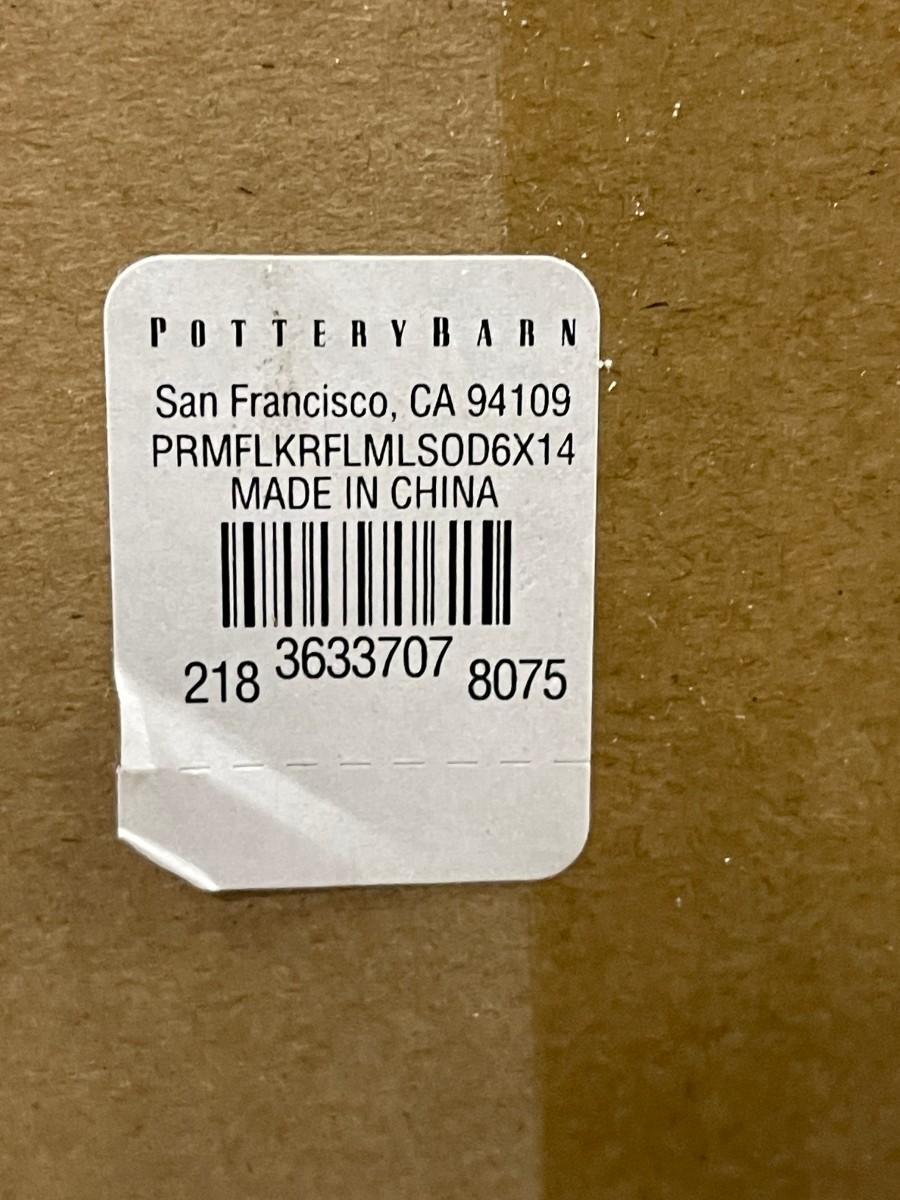 POTTERYBARN
San Francisco, CA 94109
PRMFLKRFLMLSOD6X14
MADE IN CHINA
218 3633707 8075